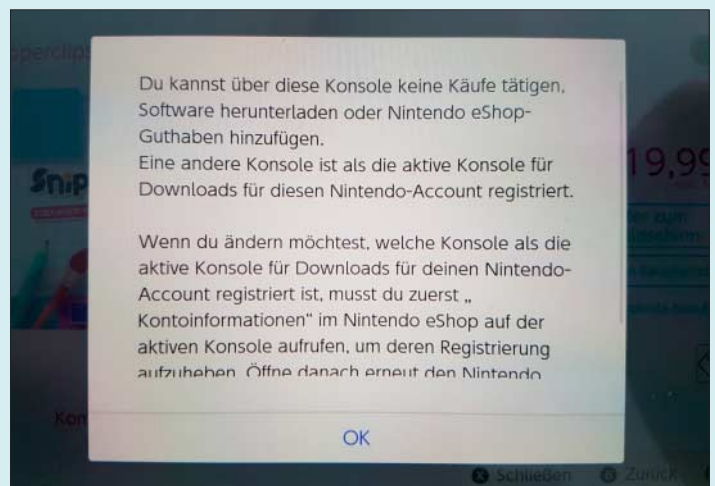 pperclips
Du kannst über diese Konsole keine Käufe tätigen,
Software herunterladen oder Nintendo eShop-
Guthaben hinzufügen.
Eine andere Konsole ist als die aktive Konsole für
Downloads für diesen Nintendo-Account registriert.
Wenn du ändern möchtest, welche Konsole als die
aktive Konsole für Downloads für deinen Nintendo-
Account registriert ist, musst du zuerst „
Kontoinformationen“ im Nintendo eShop auf der
aktiven Konsole aufrufen, um deren Registrierung
aufzuheben. Öffne danach erneut den Nintendo
OK
Snip
19,99
Kon
X Schließen B Zurück